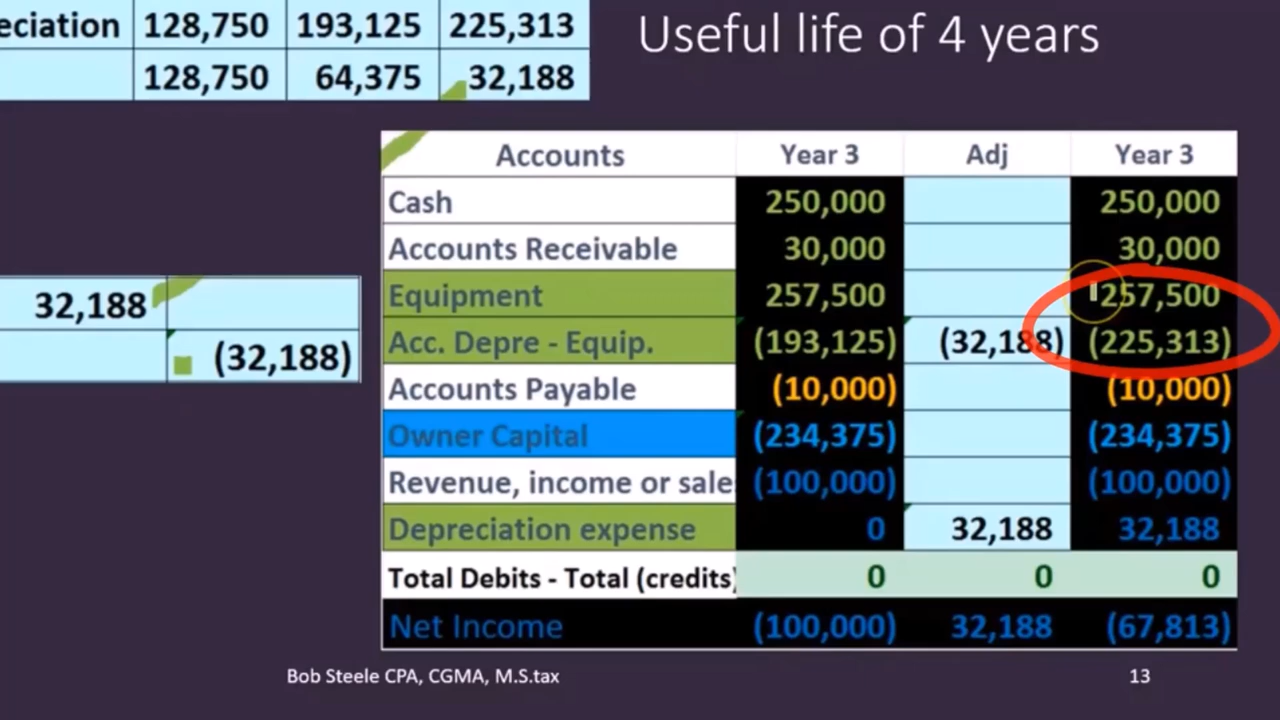 eciation 128,750 193,125 225,313
128,750 64,375 32,188
Useful life of 4 years
32,188
(32,188)
Accounts Year 3 Adj Year 3
Cash 250,000 250,000
Accounts Receivable 30,000 30,000
Equipment 257,500 257,500
Acc. Depre - Equip. (193,125) (32,188) (225,313)
Accounts Payable (10,000) (10,000)
Owner Capital (234,375) (234,375)
Revenue, income or sale (100,000) (100,000)
Depreciation expense 0 32,188 32,188
Total Debits - Total (credits) 0 0 0
Net Income (100,000) 32,188 (67,813)
Bob Steele CPA, CGMA, M.S.tax 13